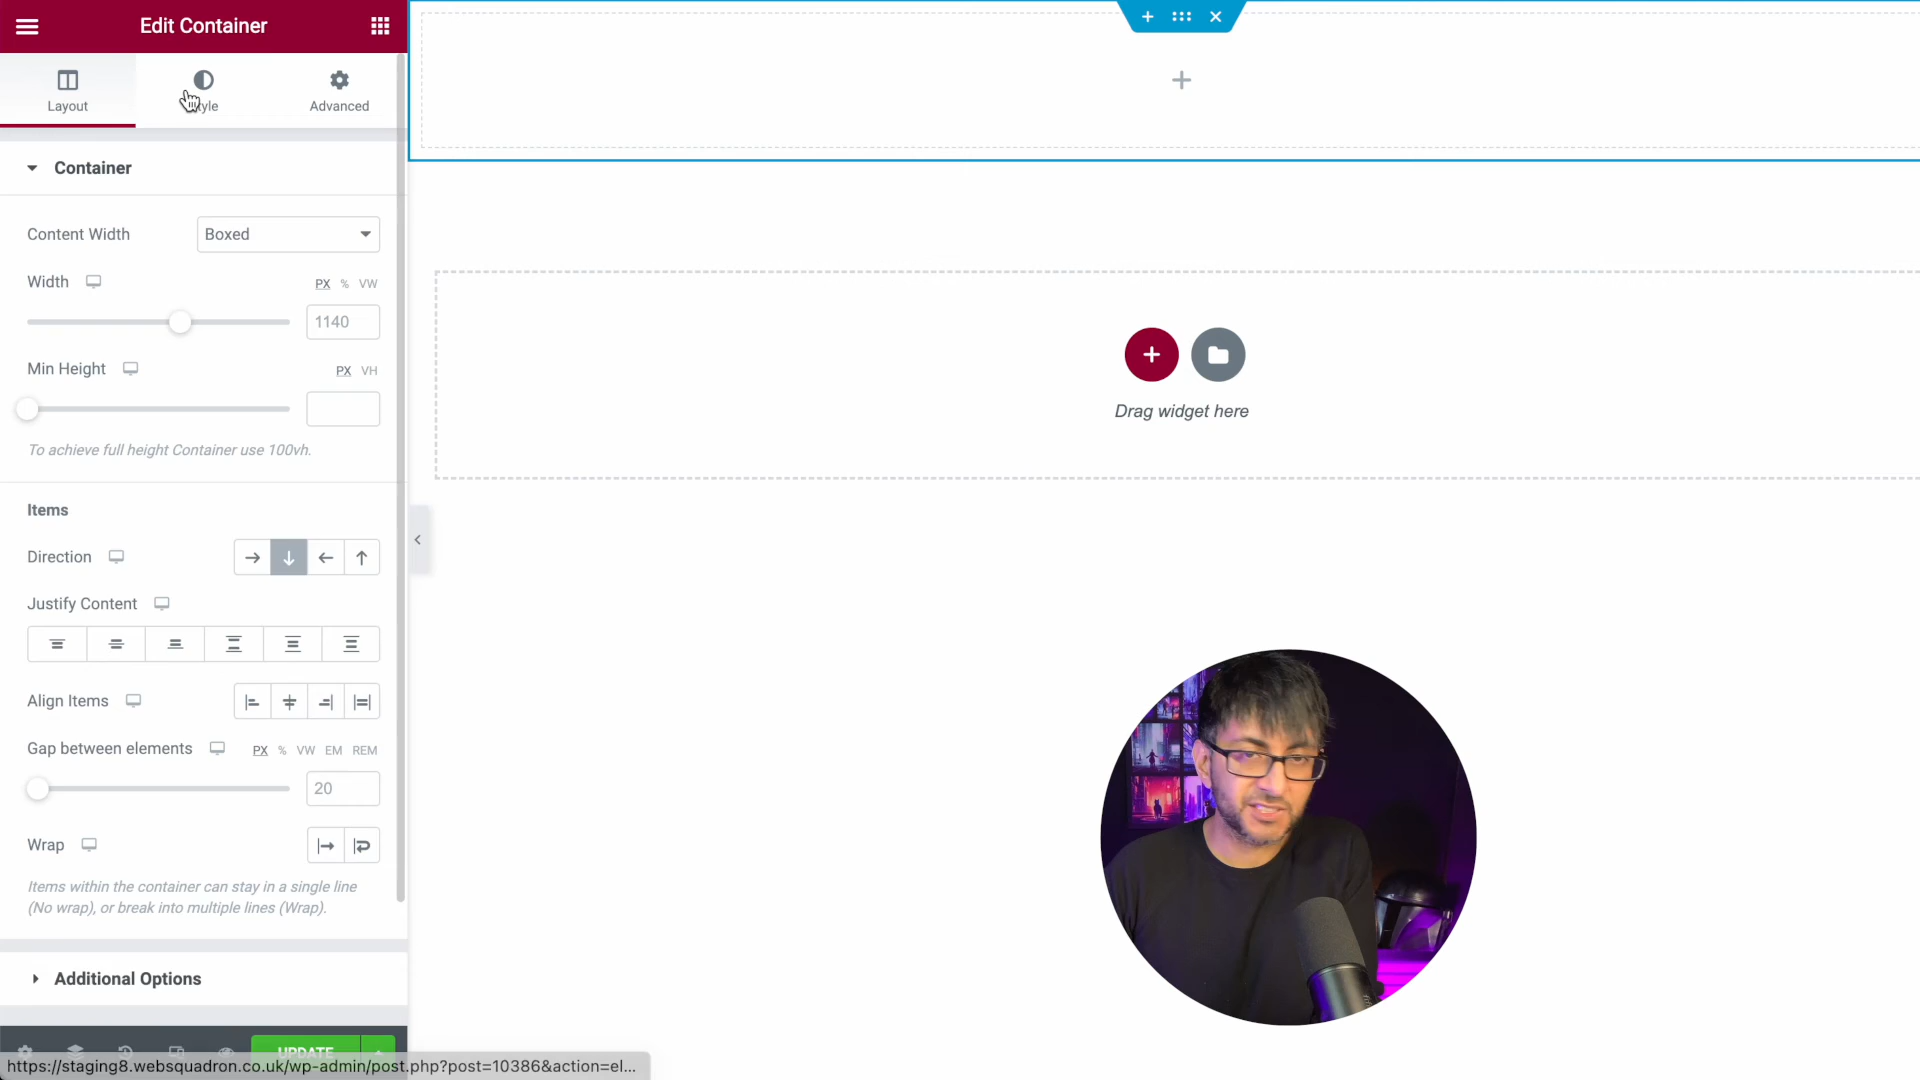 Edit Container
Layout
Style
Advanced
Container
Content Width
Boxed
Width
PX % VW
1140
Min Height
PX VH
To achieve full height Container use 100vh.
Items
Direction
Justify Content
Align Items
Gap between elements
PX % VW EM REM
20
Wrap
Items within the container can stay in a single line
(No wrap), or break into multiple lines (Wrap).
Additional Options
UPDATE
https://staging8.websquadron.co.uk/wp-admin/post.php?post=10386&action=el...
Drag widget here